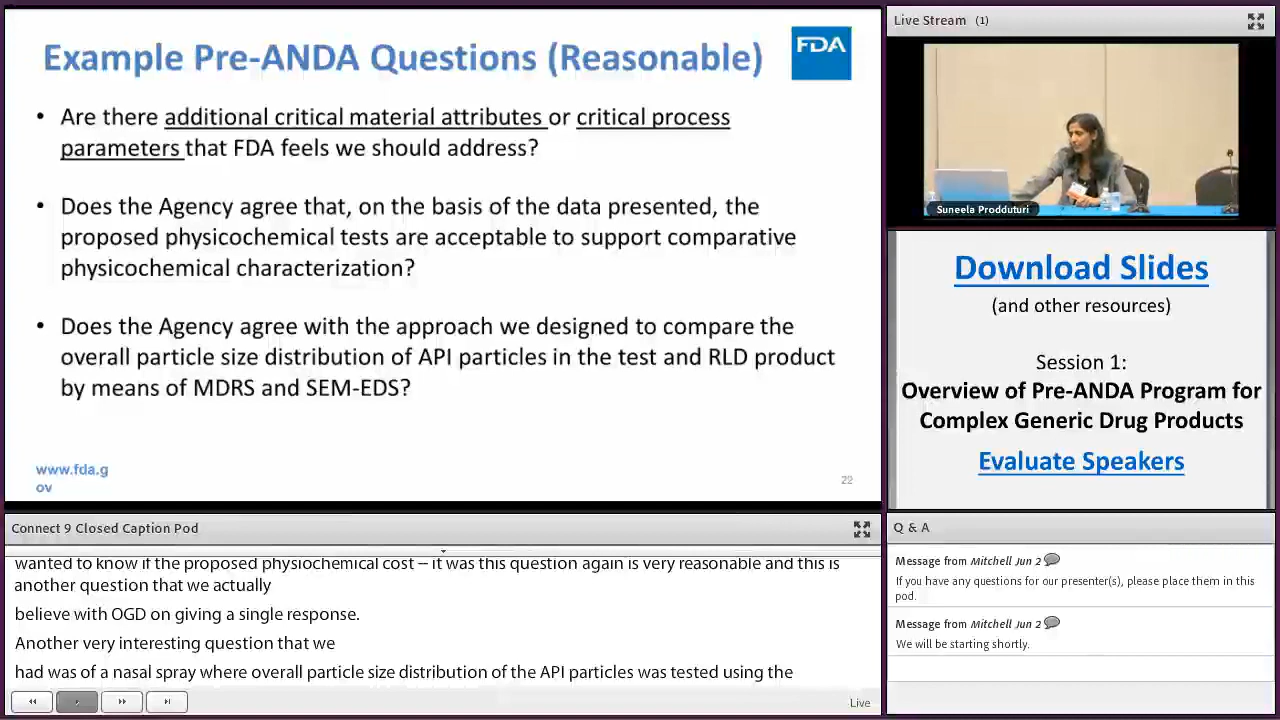 Example Pre-ANDA Questions (Reasonable)
FDA
• Are there additional critical material attributes or critical process
parameters that FDA feels we should address?
• Does the Agency agree that, on the basis of the data presented, the
proposed physicochemical tests are acceptable to support comparative
physicochemical characterization?
• Does the Agency agree with the approach we designed to compare the
overall particle size distribution of API particles in the test and RLD product
by means of MDRS and SEM-EDS?
www.fda.g
ov
22
Live Stream (1)
Suneela Prodduturi
Download Slides
(and other resources)
Session 1:
Overview of Pre-ANDA Program for
Complex Generic Drug Products
Evaluate Speakers
Connect 9 Closed Caption Pod
wanted to know if the proposed physiochemical cost -- it was this question again is very reasonable and this is
another question that we actually
believe with OGD on giving a single response.
Another very interesting question that we
had was of a nasal spray where overall particle size distribution of the API particles was tested using the
Live
Q & A
Message from Mitchell Jun 2
If you have any questions for our presenter(s), please place them in this
pod.
Message from Mitchell Jun 2
We will be starting shortly.